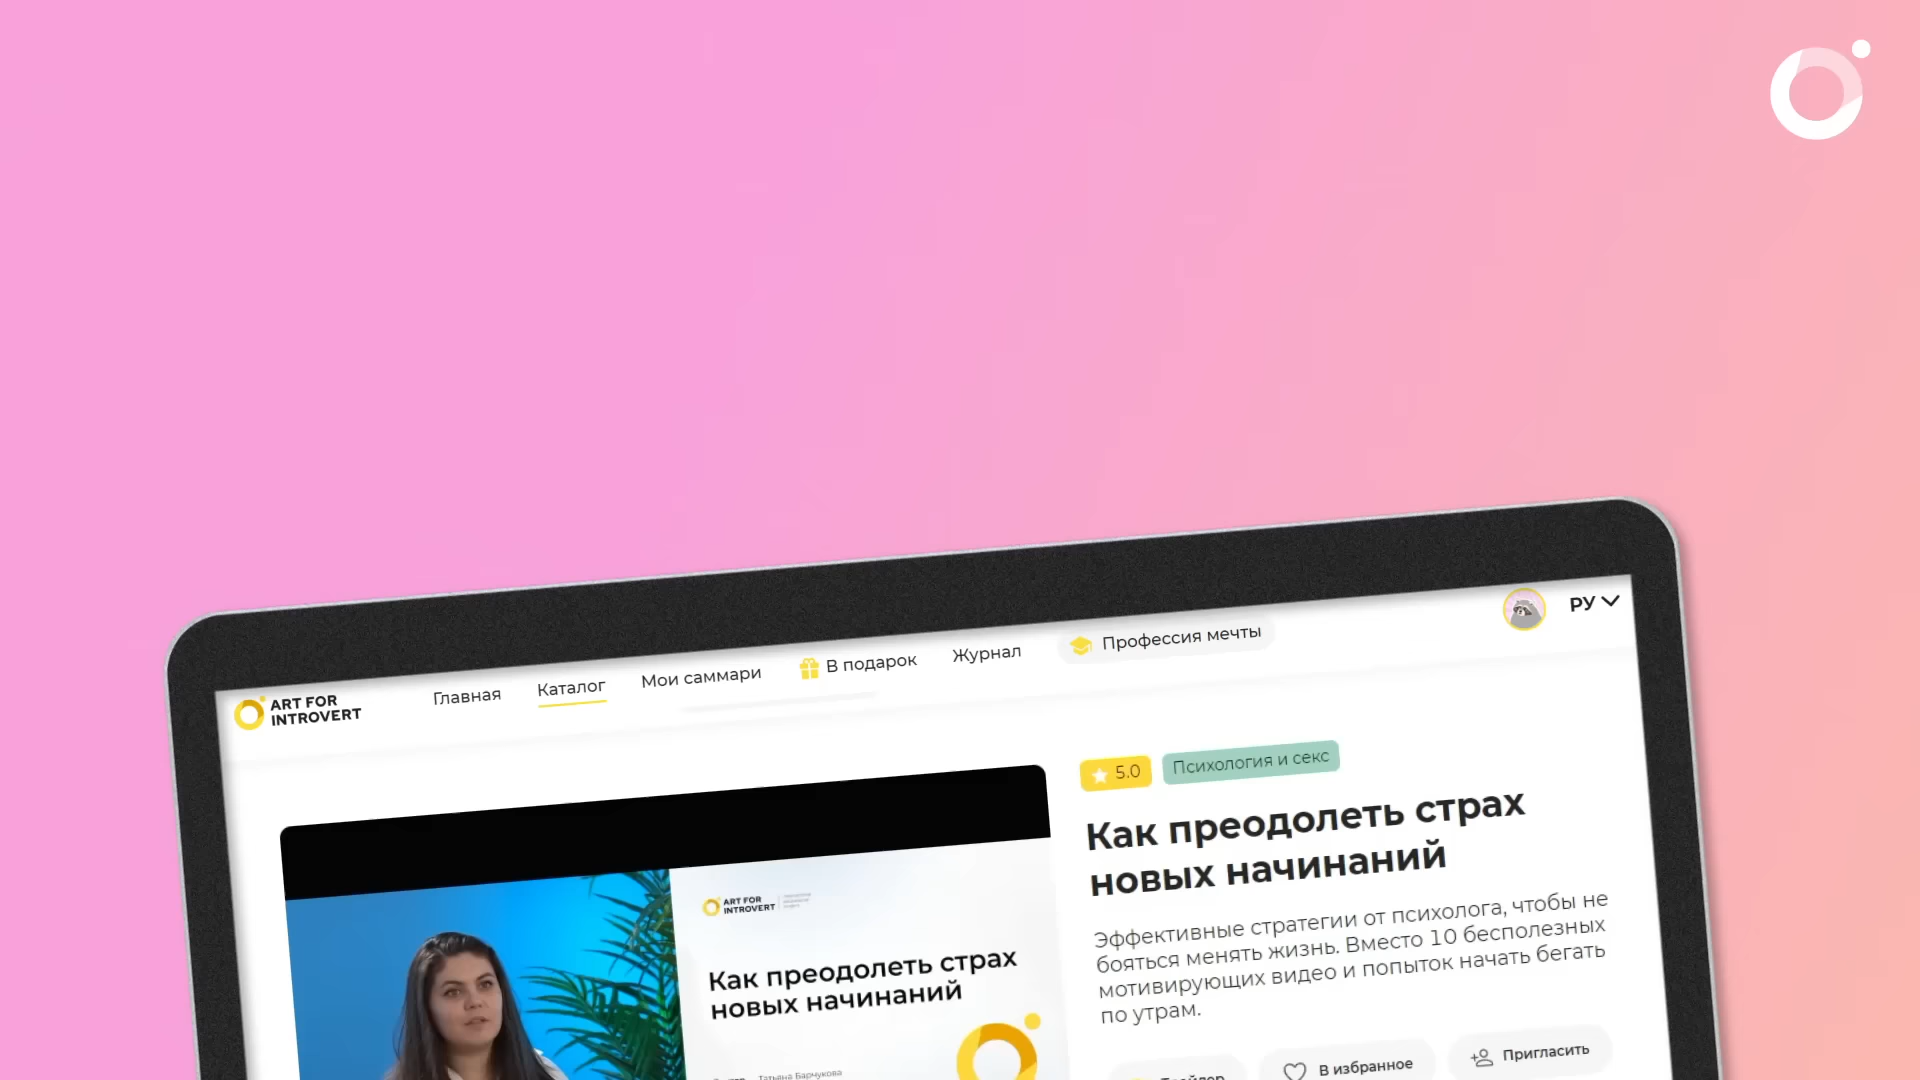 ART FOR
INTROVERT
Главная
Каталог
Мои саммари
В подарок
Журнал
Профессия мечты
РУ
5.0
Психология и секс
Как преодолеть страх
новых начинаний
Эффективные стратегии от психолога, чтобы не
бояться менять жизнь. Вместо 10 бесполезных
мотивирующих видео и попыток начать бегать
по утрам.
Трейлер
В избранное
Пригласить
ART FOR
INTROVERT
Как преодолеть страх
новых начинаний
Татьяна Барчукова